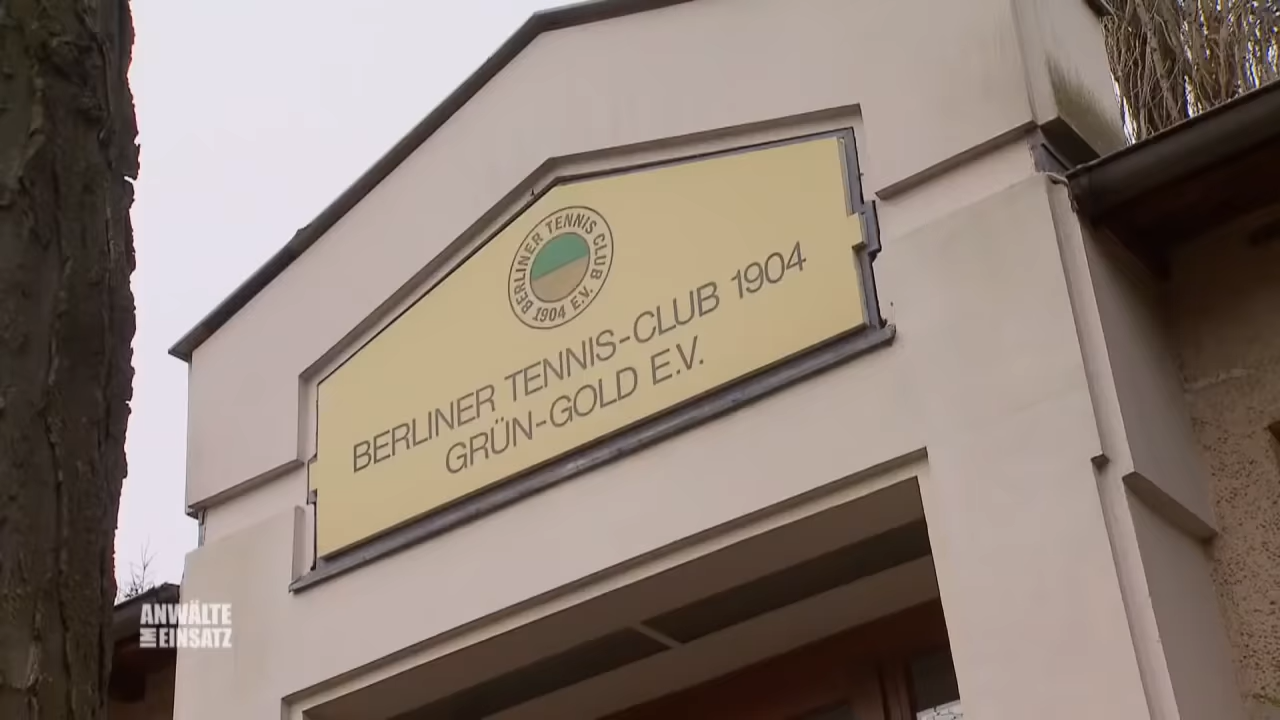 BERLINER TENNIS CLUB
1904 E.V.
BERLINER TENNIS-CLUB 1904
GRÜN-GOLD E.V.
ANWÄLTE
IM EINSATZ